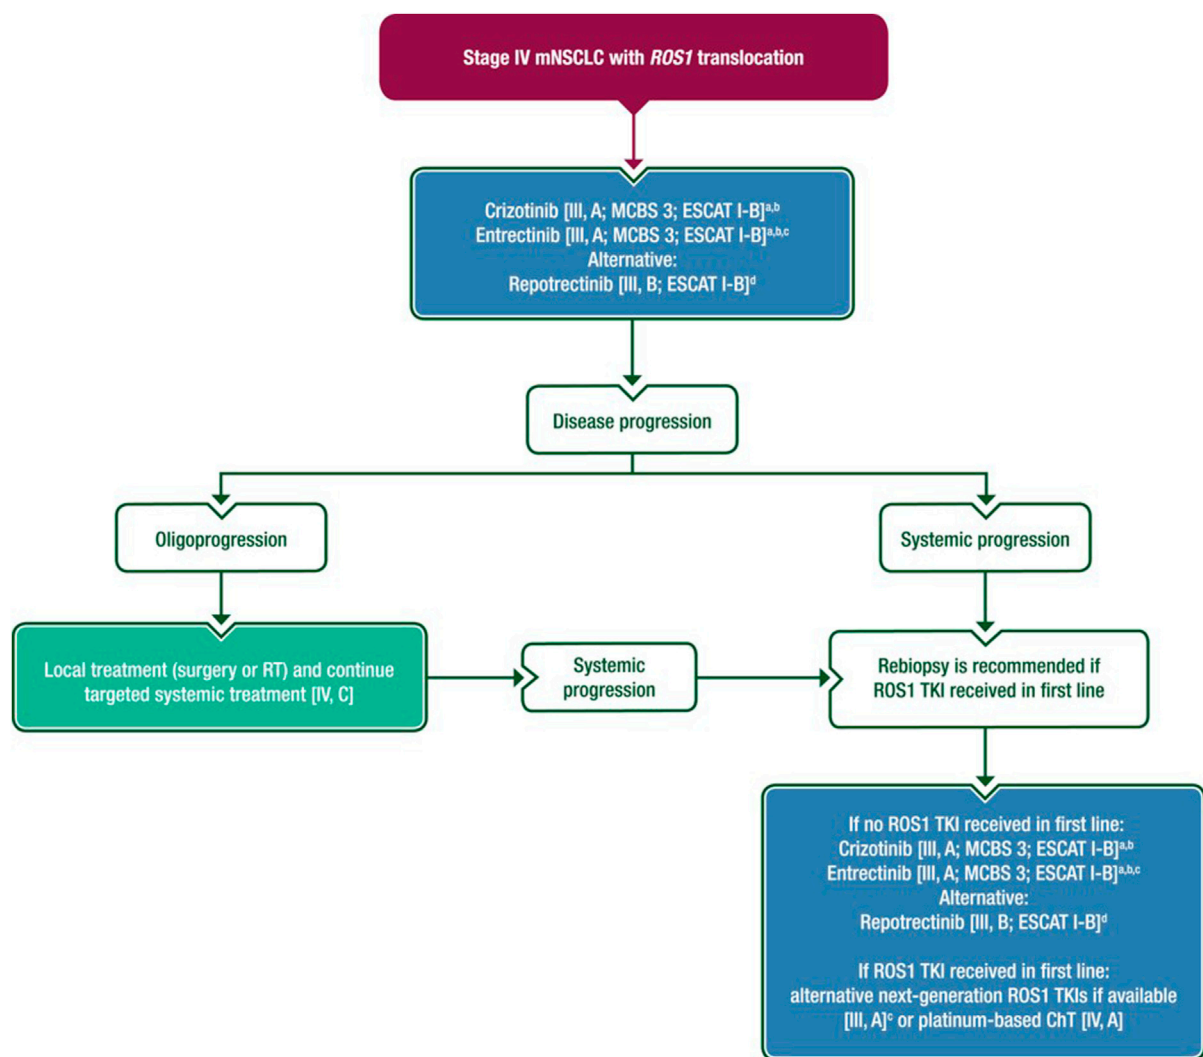 Stage IV mNSCLC with ROS1 translocation
Crizotinib [III, A; MCBS 3; ESCAT I-B]a,b
Entrectinib [III, A; MCBS 3; ESCAT I-B]a,b,c
Alternative:
Repotrectinib [III, B; ESCAT I-B]d
Disease progression
Oligoprogression
Systemic progression
Local treatment (surgery or RT) and continue
targeted systemic treatment [IV, C]
Systemic
progression
Rebiopsy is recommended if
ROS1 TKI received in first line
If no ROS1 TKI received in first line:
Crizotinib [III, A; MCBS 3; ESCAT I-B]a,b
Entrectinib [III, A; MCBS 3; ESCAT I-B]a,b,c
Alternative:
Repotrectinib [III, B; ESCAT I-B]d
If ROS1 TKI received in first line:
alternative next-generation ROS1 TKIs if available
[III, A]c or platinum-based ChT [IV, A]